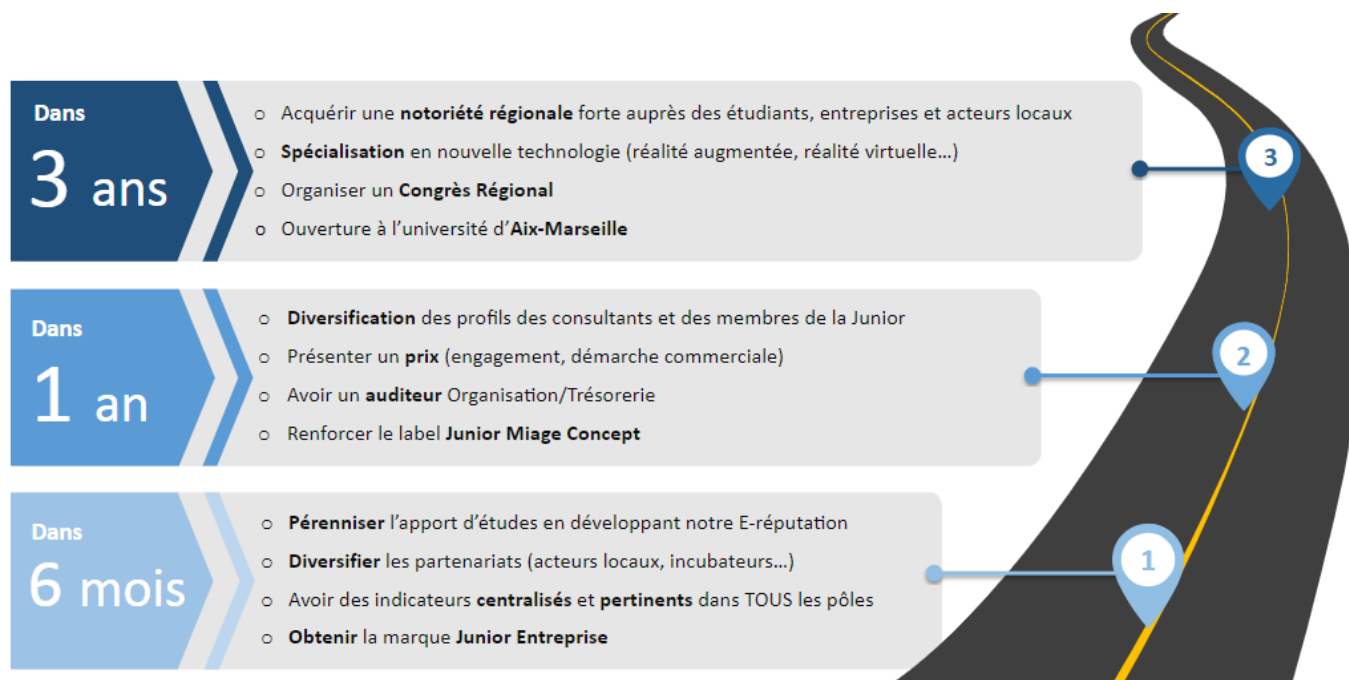 Dans
3 ans
o Acquérir une notoriété régionale forte auprès des étudiants, entreprises et acteurs locaux
o Spécialisation en nouvelle technologie (réalité augmentée, réalité virtuelle…)
o Organiser un Congrès Régional
o Ouverture à l’université d’Aix-Marseille
3
Dans
1 an
o Diversification des profils des consultants et des membres de la Junior
o Présenter un prix (engagement, démarche commerciale)
o Avoir un auditeur Organisation/Trésorerie
o Renforcer le label Junior Miage Concept
2
Dans
6 mois
o Pérenniser l’apport d’études en développant notre E-réputation
o Diversifier les partenariats (acteurs locaux, incubateurs…)
o Avoir des indicateurs centralisés et pertinents dans TOUS les pôles
o Obtenir la marque Junior Entreprise
1